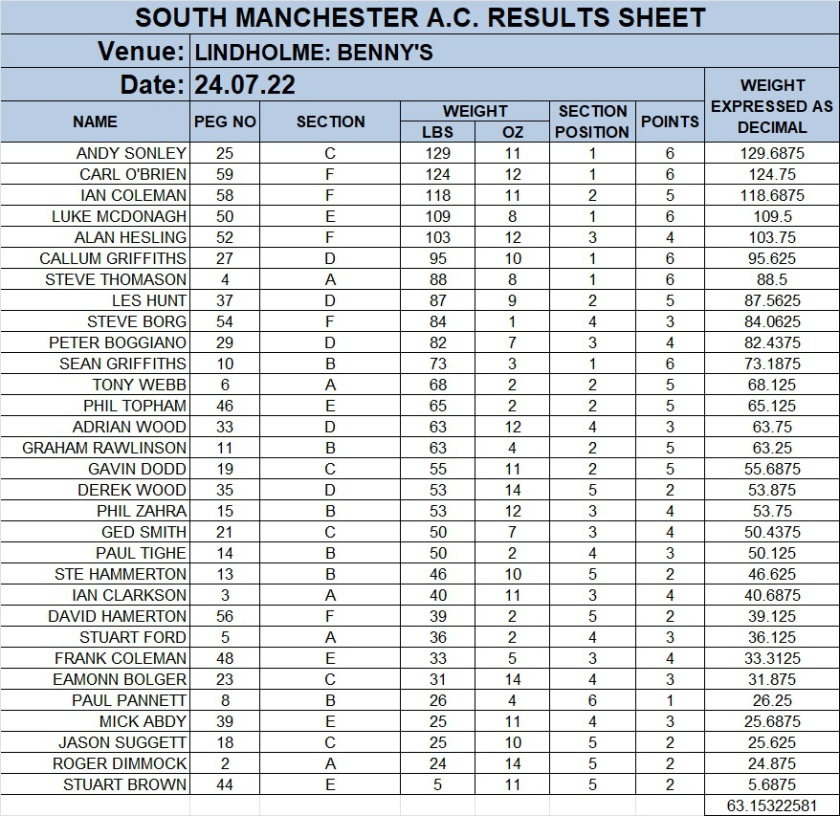 SOUTH MANCHESTER A.C. RESULTS SHEET
Venue: LINDHOLME: BENNY'S
Date: 24.07.22
NAME PEG NO SECTION WEIGHT LBS OZ SECTION POSITION POINTS WEIGHT EXPRESSED AS DECIMAL
ANDY SONLEY 25 C 129 11 1 6 129.6875
CARL O'BRIEN 59 F 124 12 1 6 124.75
IAN COLEMAN 58 F 118 11 2 5 118.6875
LUKE MCDONAGH 50 E 109 8 1 6 109.5
ALAN HESLING 52 F 103 12 3 4 103.75
CALLUM GRIFFITHS 27 D 95 10 1 6 95.625
STEVE THOMASON 4 A 88 8 1 6 88.5
LES HUNT 37 D 87 9 2 5 87.5625
STEVE BORG 54 F 84 1 4 3 84.0625
PETER BOGGIANO 29 D 82 7 3 4 82.4375
SEAN GRIFFITHS 10 B 73 3 1 6 73.1875
TONY WEBB 6 A 68 2 2 5 68.125
PHIL TOPHAM 46 E 65 2 2 5 65.125
ADRIAN WOOD 33 D 63 12 4 3 63.75
GRAHAM RAWLINSON 11 B 63 4 2 5 63.25
GAVIN DODD 19 C 55 11 2 5 55.6875
DEREK WOOD 35 D 53 14 5 2 53.875
PHIL ZAHRA 15 B 53 12 3 4 53.75
GED SMITH 21 C 50 7 3 4 50.4375
PAUL TIGHE 14 B 50 2 4 3 50.125
STE HAMMERTON 13 B 46 10 5 2 46.625
IAN CLARKSON 3 A 40 11 3 4 40.6875
DAVID HAMERTON 56 F 39 2 5 2 39.125
STUART FORD 5 A 36 2 4 3 36.125
FRANK COLEMAN 48 E 33 5 3 4 33.3125
EAMONN BOLGER 23 C 31 14 4 3 31.875
PAUL PANNETT 8 B 26 4 6 1 26.25
MICK ABDY 39 E 25 11 4 3 25.6875
JASON SUGGETT 18 C 25 10 5 2 25.625
ROGER DIMMOCK 2 A 24 14 5 2 24.875
STUART BROWN 44 E 5 11 5 2 5.6875
63.15322581